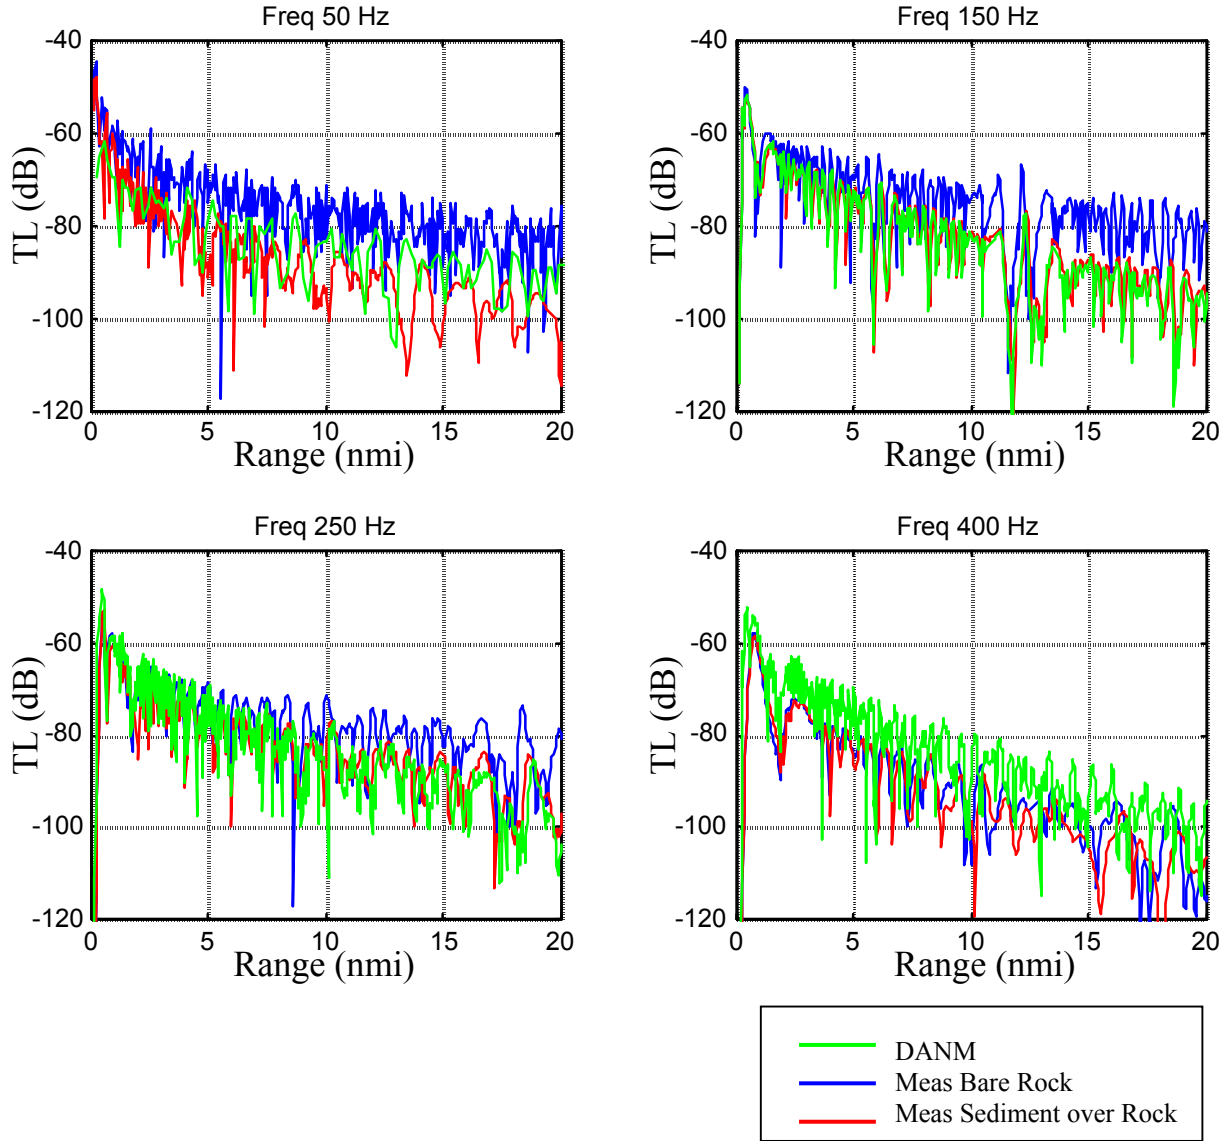 Freq 50 Hz
-40
-60
-80
-100
-120
TL (dB)
0 5 10 15 20
Range (nmi)
Freq 150 Hz
-40
-60
-80
-100
-120
TL (dB)
0 5 10 15 20
Range (nmi)
Freq 250 Hz
-40
-60
-80
-100
-120
TL (dB)
0 5 10 15 20
Range (nmi)
Freq 400 Hz
-40
-60
-80
-100
-120
TL (dB)
0 5 10 15 20
Range (nmi)
DANM
Meas Bare Rock
Meas Sediment over Rock